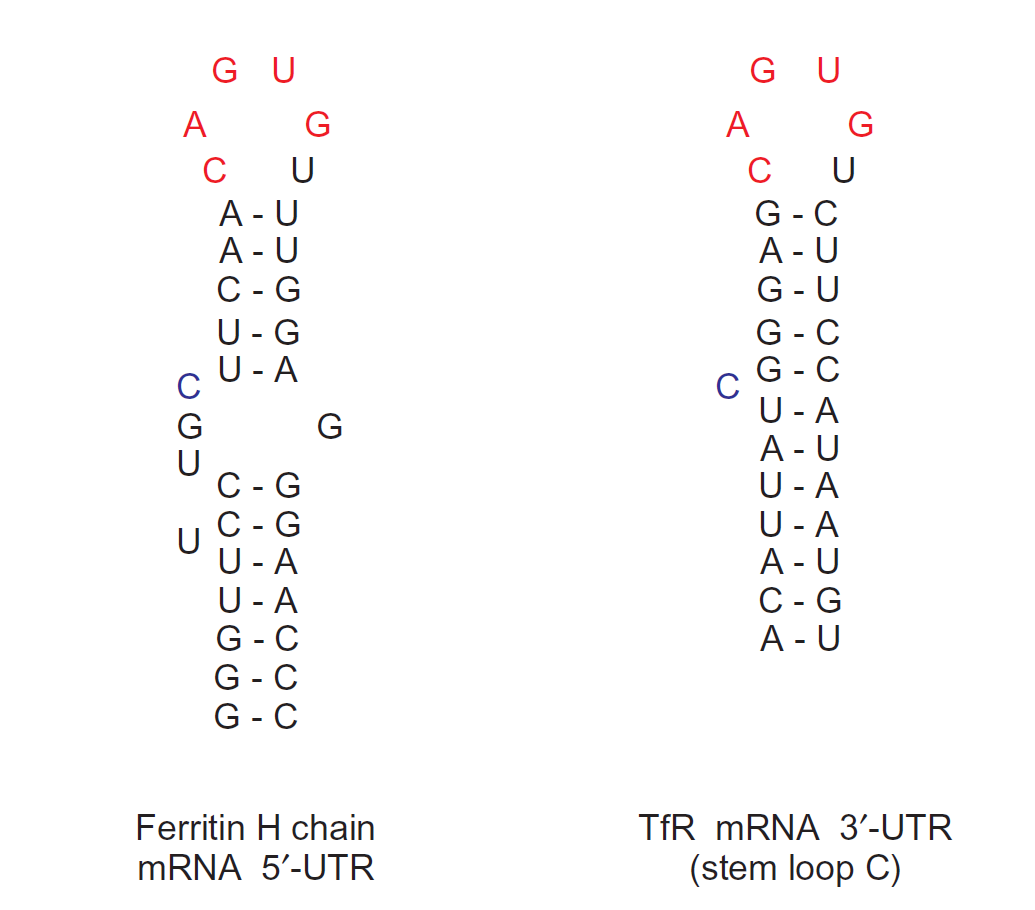 G U G U
A G A G
C U C U
A - U G - C
A - U A - U
C - G G - U
U - G G - C
U - A G - C
C C
G G U - A
U A - U
C - G U - A
C - G U - A
U
U - A A - U
U - A C - G
G - C A - U
G - C
G - C
Ferritin H chain TfR mRNA 3′-UTR
mRNA 5′-UTR (stem loop C)